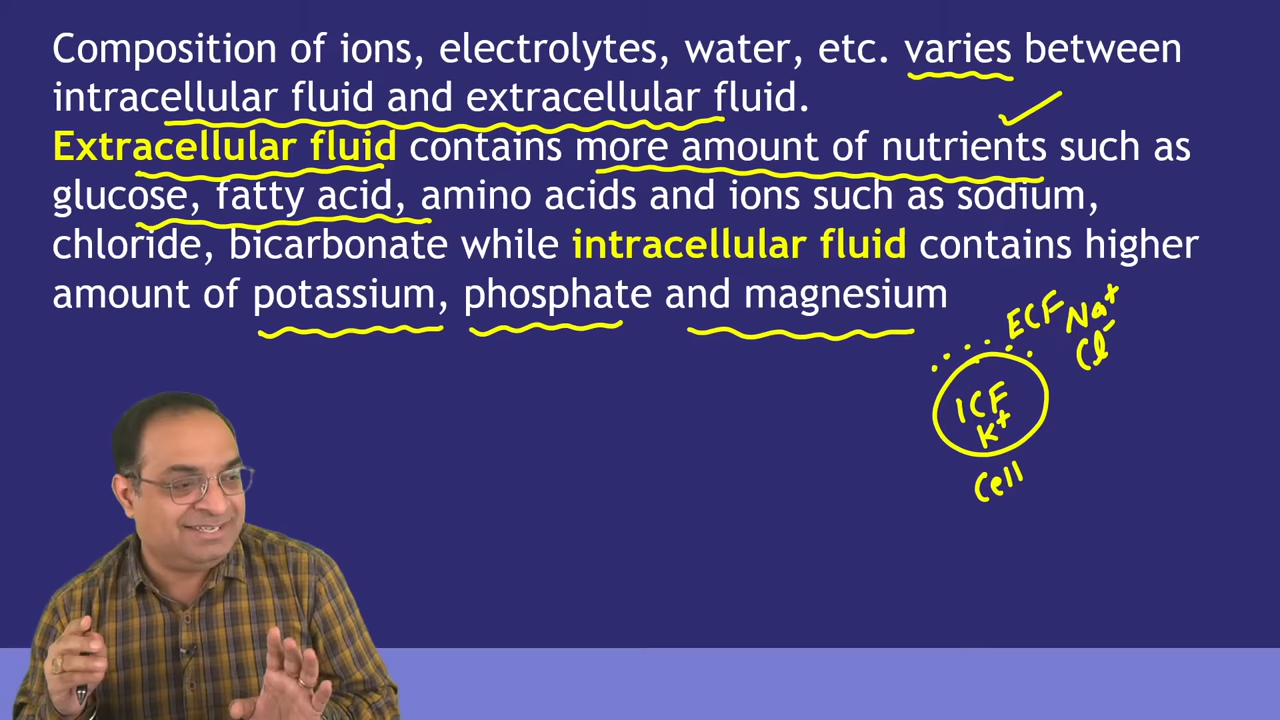 Composition of ions, electrolytes, water, etc. varies between
intracellular fluid and extracellular fluid.
Extracellular fluid contains more amount of nutrients such as
glucose, fatty acid, amino acids and ions such as sodium,
chloride, bicarbonate while intracellular fluid contains higher
amount of potassium, phosphate and magnesium
ECF Na+
Cl-
ICF
K+
Cell